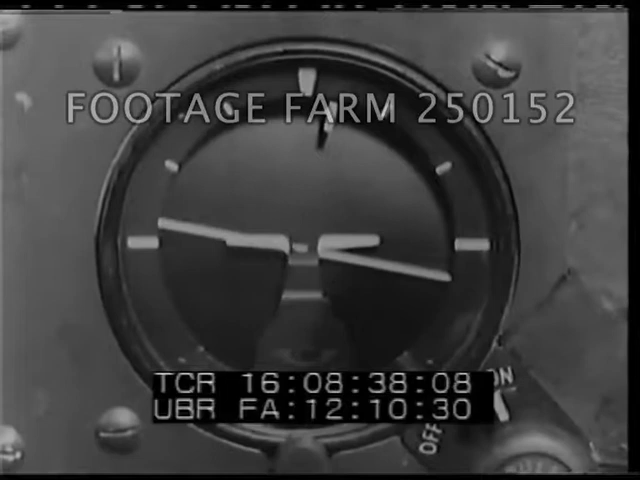 FOOTAGE FARM 250152
TCR 16:08:38:08
UBR FA:12:10:30
ON
OFF